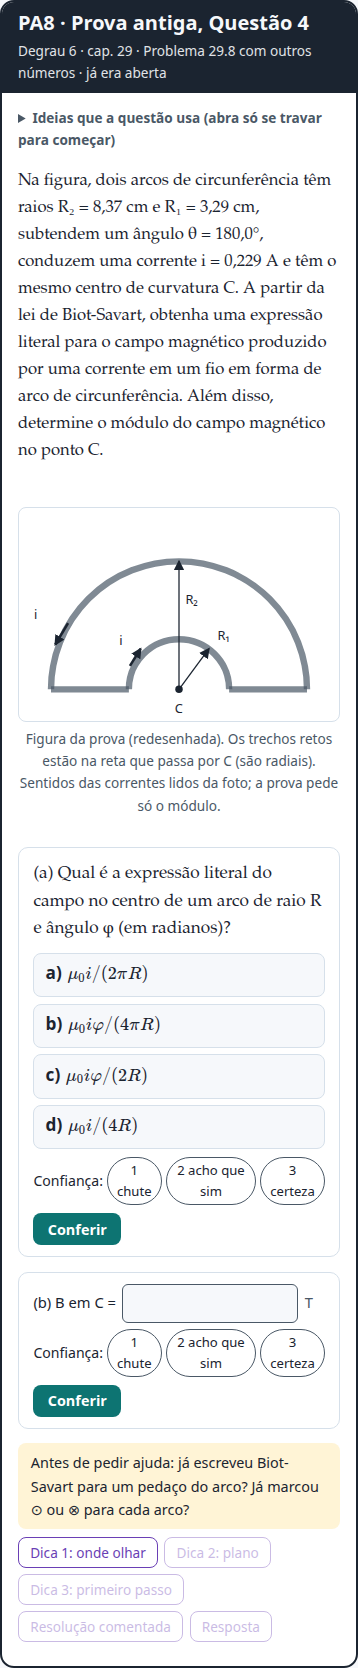 PA8 · Prova antiga, Questão 4
Degrau 6 · cap. 29 · Problema 29.8 com outros
números · já era aberta
▶ Ideias que a questão usa (abra só se travar
para começar)
Na figura, dois arcos de circunferência têm
raios R₂ = 8,37 cm e R₁ = 3,29 cm,
subtendem um ângulo θ = 180,0°,
conduzem uma corrente i = 0,229 A e têm o
mesmo centro de curvatura C. A partir da
lei de Biot-Savart, obtenha uma expressão
literal para o campo magnético produzido
por uma corrente em um fio em forma de
arco de circunferência. Além disso,
determine o módulo do campo magnético
no ponto C.
R₂
i
i
R₁
C
Figura da prova (redesenhada). Os trechos retos
estão na reta que passa por C (são radiais).
Sentidos das correntes lidos da foto; a prova pede
só o módulo.
(a) Qual é a expressão literal do
campo no centro de um arco de raio R
e ângulo φ (em radianos)?
a) μ₀i/(2πR)
b) μ₀iφ/(4πR)
c) μ₀iφ/(2R)
d) μ₀i/(4R)
Confiança: 1 chute 2 acho que sim 3 certeza
Conferir
(b) B em C = T
Confiança: 1 chute 2 acho que sim 3 certeza
Conferir
Antes de pedir ajuda: já escreveu Biot-
Savart para um pedaço do arco? Já marcou
⊙ ou ⊗ para cada arco?
Dica 1: onde olhar Dica 2: plano
Dica 3: primeiro passo
Resolução comentada Resposta